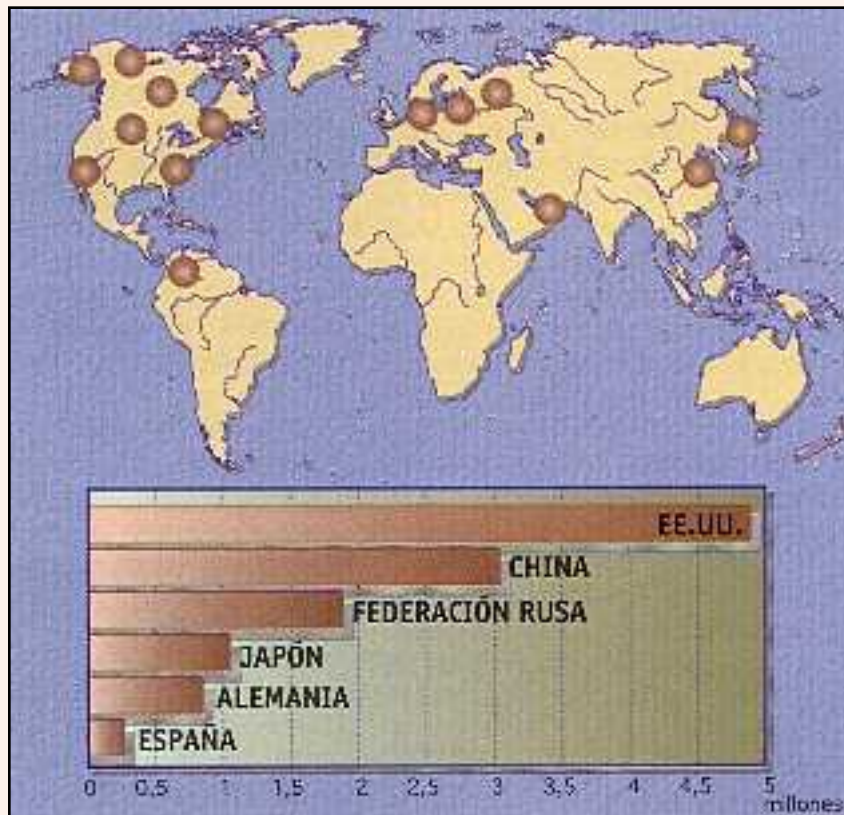 EE.UU.
CHINA
FEDERACIÓN RUSA
JAPÓN
ALEMANIA
ESPAÑA
0 0,5 1 1,5 2 2,5 3 3,5 4 4,5 5
millones